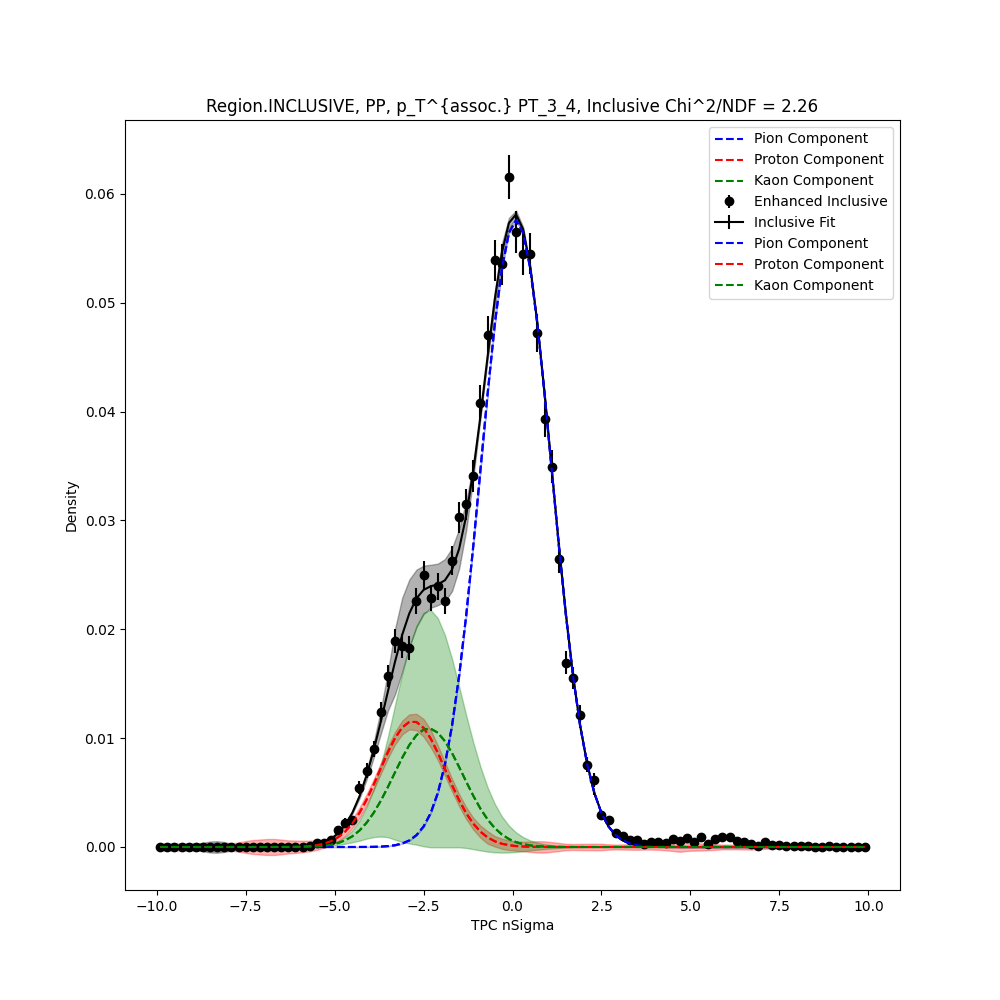 Region.INCLUSIVE, PP, p_T^{assoc.} PT_3_4, Inclusive Chi^2/NDF = 2.26
Pion Component
Proton Component
Kaon Component
Enhanced Inclusive
Inclusive Fit
Pion Component
Proton Component
Kaon Component
0.06
0.05
0.04
0.03
0.02
0.01
0.00
Density
−10.0 −7.5 −5.0 −2.5 0.0 2.5 5.0 7.5 10.0
TPC nSigma